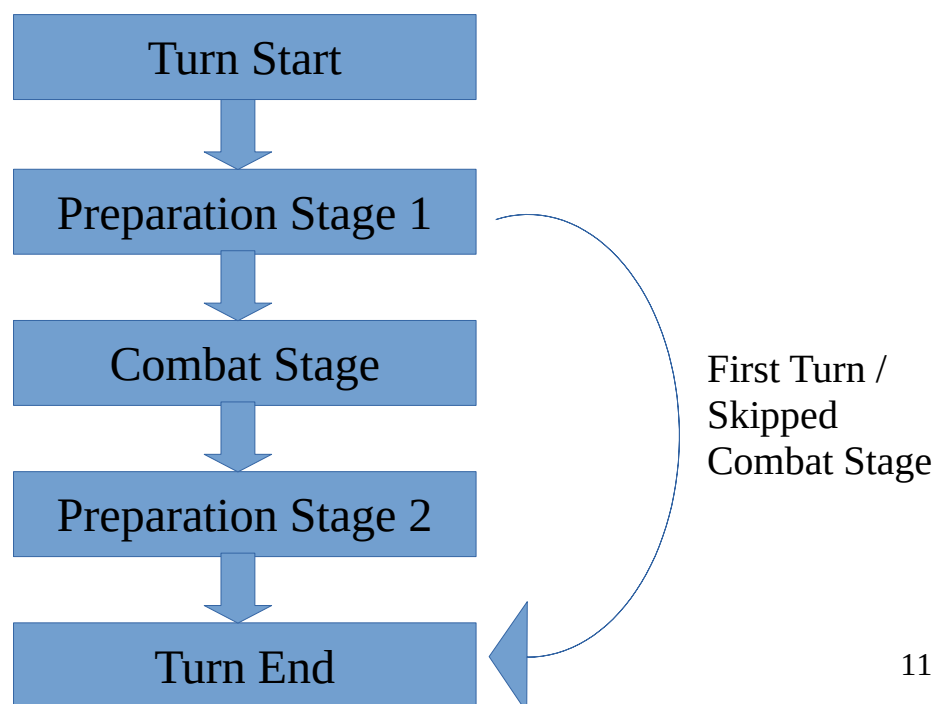 Turn Start
Preparation Stage 1
Combat Stage
Preparation Stage 2
Turn End
First Turn /
Skipped
Combat Stage
11